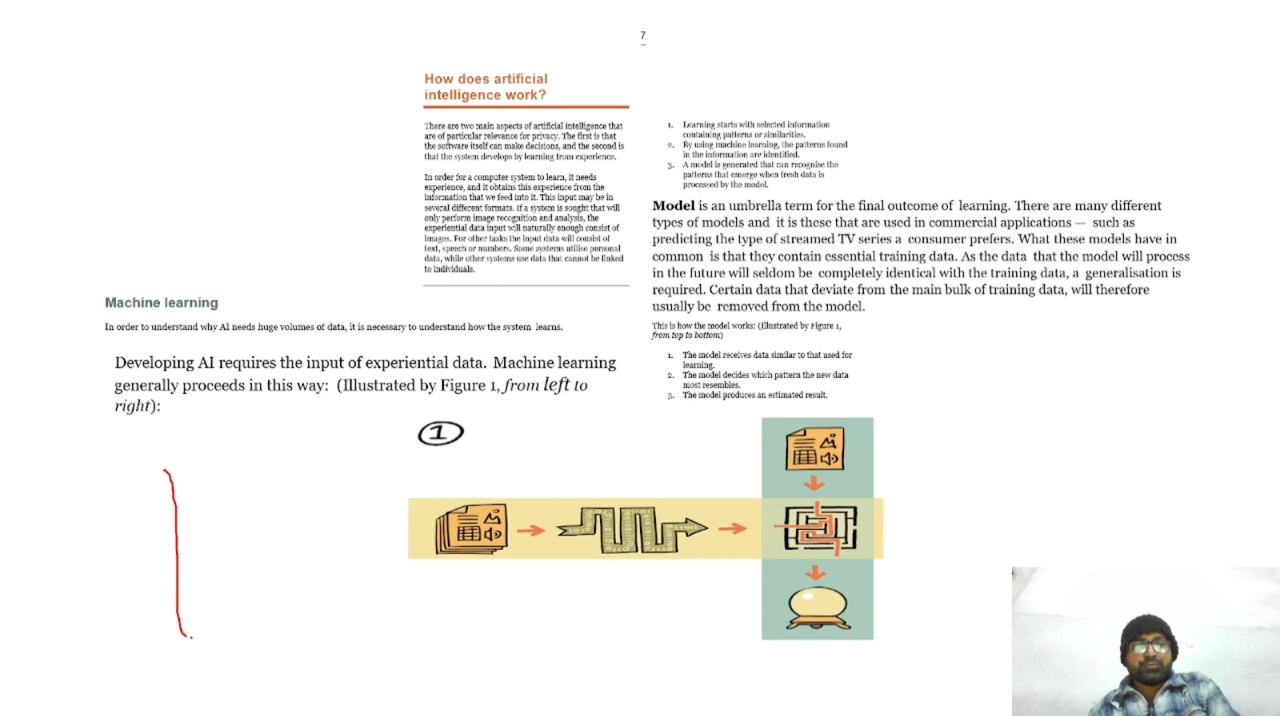 7
How does artificial
intelligence work?
There are two main aspects of artificial intelligence that
are of particular relevance for privacy. The first is that
the software itself can make decisions, and the second is
that the system develops by learning from experience.
In order for a computer system to learn, it needs
experience, and it obtains this experience from the
information that we feed into it. This input may be in
several different formats. If a system is sought that will
only perform image recognition and analysis, the
experiential data input will naturally enough consist of
images. For other tasks the input data will consist of
text, speech or numbers. Some systems utilise personal
data, while other systems use data that cannot be linked
to individuals.
Machine learning
In order to understand why AI needs huge volumes of data, it is necessary to understand how the system learns.
Developing AI requires the input of experiential data. Machine learning
generally proceeds in this way: (Illustrated by Figure 1, from left to
right):
1. Learning starts with selected information
containing patterns or similarities.
2. By using machine learning, the patterns found
in the information are identified.
3. A model is generated that can recognise the
patterns that emerge when fresh data is
processed by the model.
Model is an umbrella term for the final outcome of learning. There are many different
types of models and it is these that are used in commercial applications — such as
predicting the type of streamed TV series a consumer prefers. What these models have in
common is that they contain essential training data. As the data that the model will process
in the future will seldom be completely identical with the training data, a generalisation is
required. Certain data that deviate from the main bulk of training data, will therefore
usually be removed from the model.
This is how the model works: (Illustrated by Figure 1,
from top to bottom)
1. The model receives data similar to that used for
learning.
2. The model decides which pattern the new data
most resembles.
3. The model produces an estimated result.
1